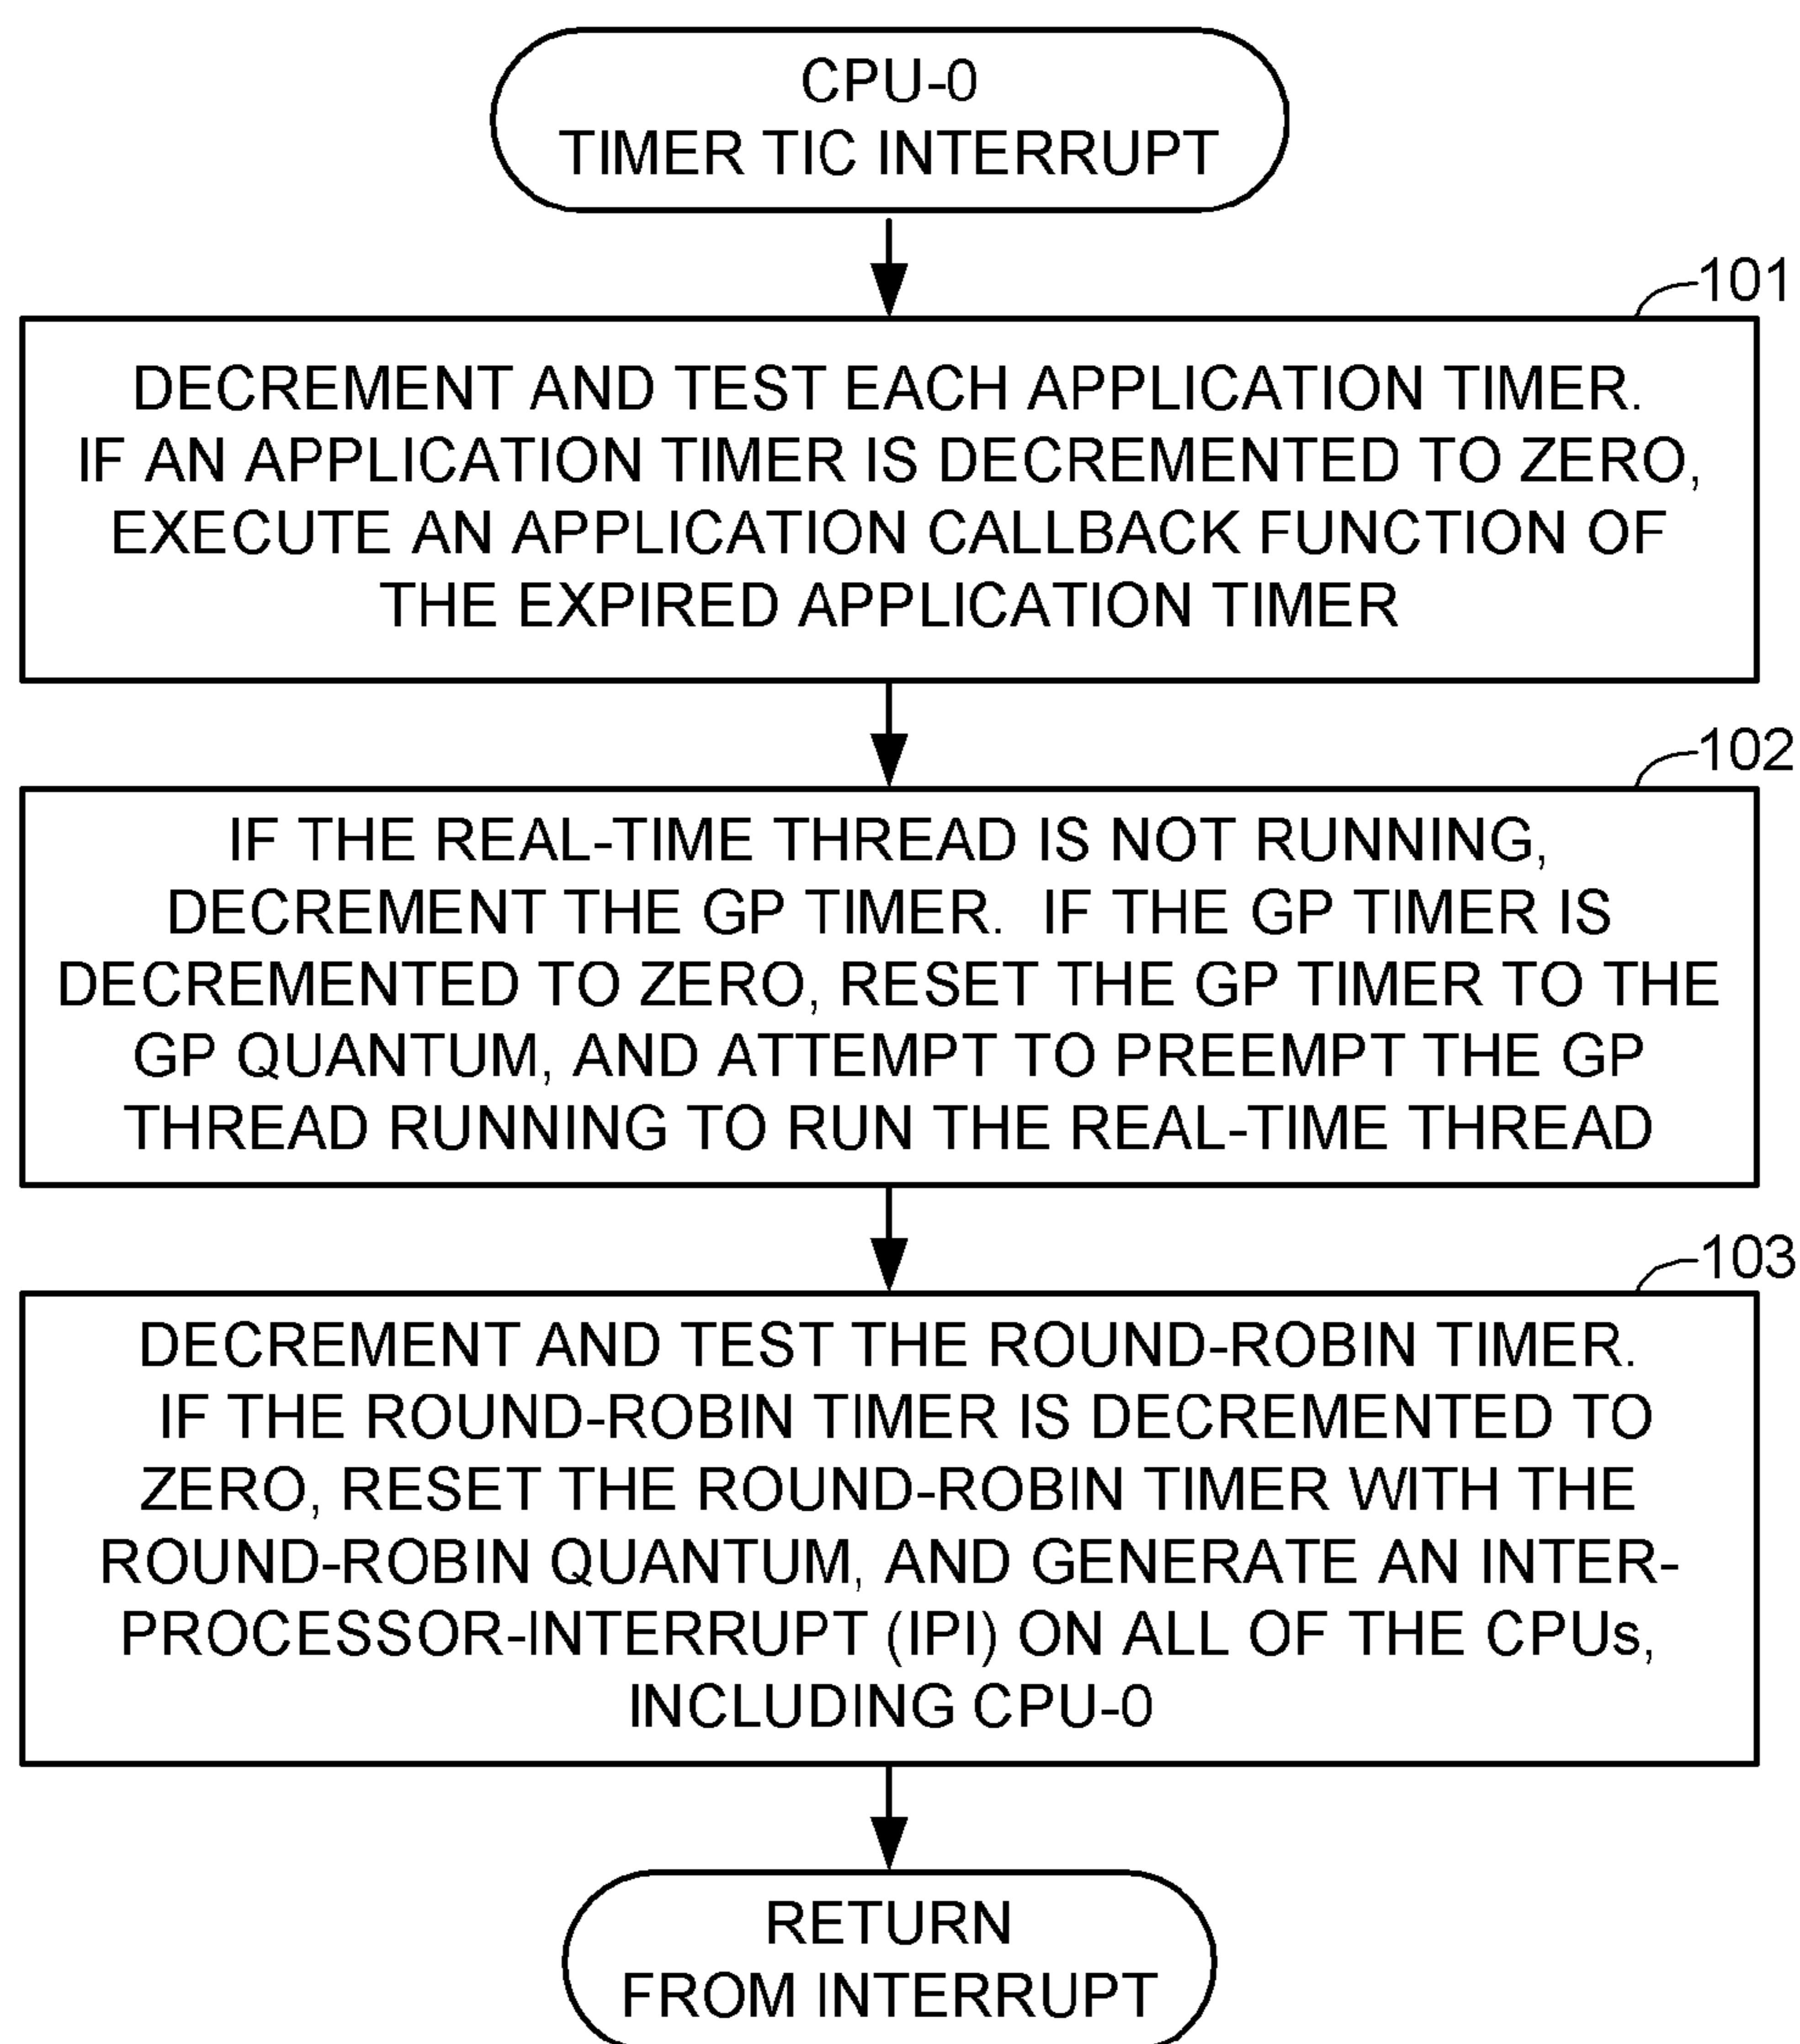 CPU-0
TIMER TIC INTERRUPT
101
DECREMENT AND TEST EACH APPLICATION TIMER.
IF AN APPLICATION TIMER IS DECREMENTED TO ZERO,
EXECUTE AN APPLICATION CALLBACK FUNCTION OF
THE EXPIRED APPLICATION TIMER
102
IF THE REAL-TIME THREAD IS NOT RUNNING,
DECREMENT THE GP TIMER. IF THE GP TIMER IS
DECREMENTED TO ZERO, RESET THE GP TIMER TO THE
GP QUANTUM, AND ATTEMPT TO PREEMPT THE GP
THREAD RUNNING TO RUN THE REAL-TIME THREAD
103
DECREMENT AND TEST THE ROUND-ROBIN TIMER.
IF THE ROUND-ROBIN TIMER IS DECREMENTED TO
ZERO, RESET THE ROUND-ROBIN TIMER WITH THE
ROUND-ROBIN QUANTUM, AND GENERATE AN INTER-
PROCESSOR-INTERRUPT (IPI) ON ALL OF THE CPUs,
INCLUDING CPU-0
RETURN
FROM INTERRUPT